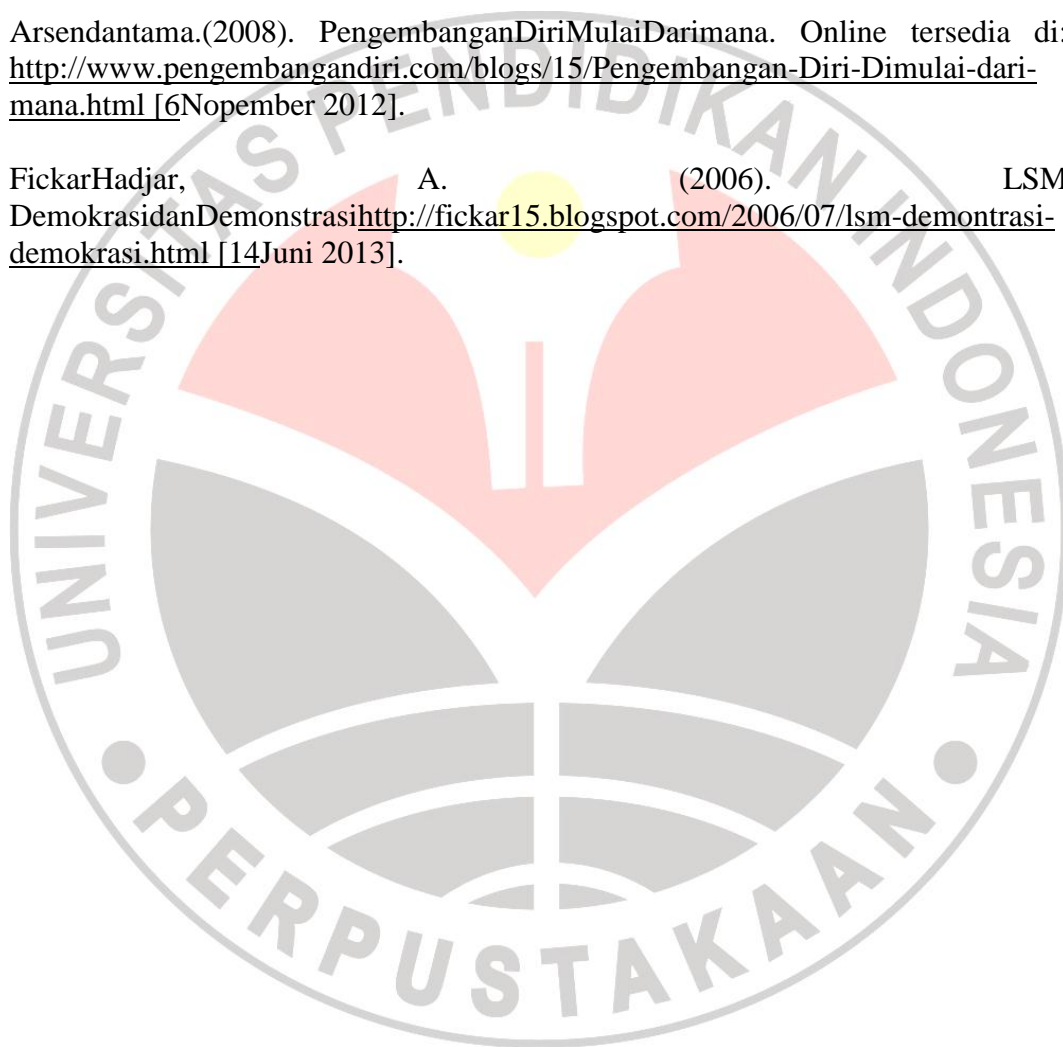 Arsendantama.(2008). PengembanganDiriMulaiDarimana. Online tersedia di:
http://www.pengembangandiri.com/blogs/15/Pengembangan-Diri-Dimulai-dari-
mana.html [6Nopember 2012].
FickarHadjar, A. (2006). LSM
DemokrasidanDemonstrasihttp://fickar15.blogspot.com/2006/07/lsm-demontrasi-
demokrasi.html [14Juni 2013].
UNIVERSITAS PENDIDIKAN INDONESIA
PERPUSTAKAAN